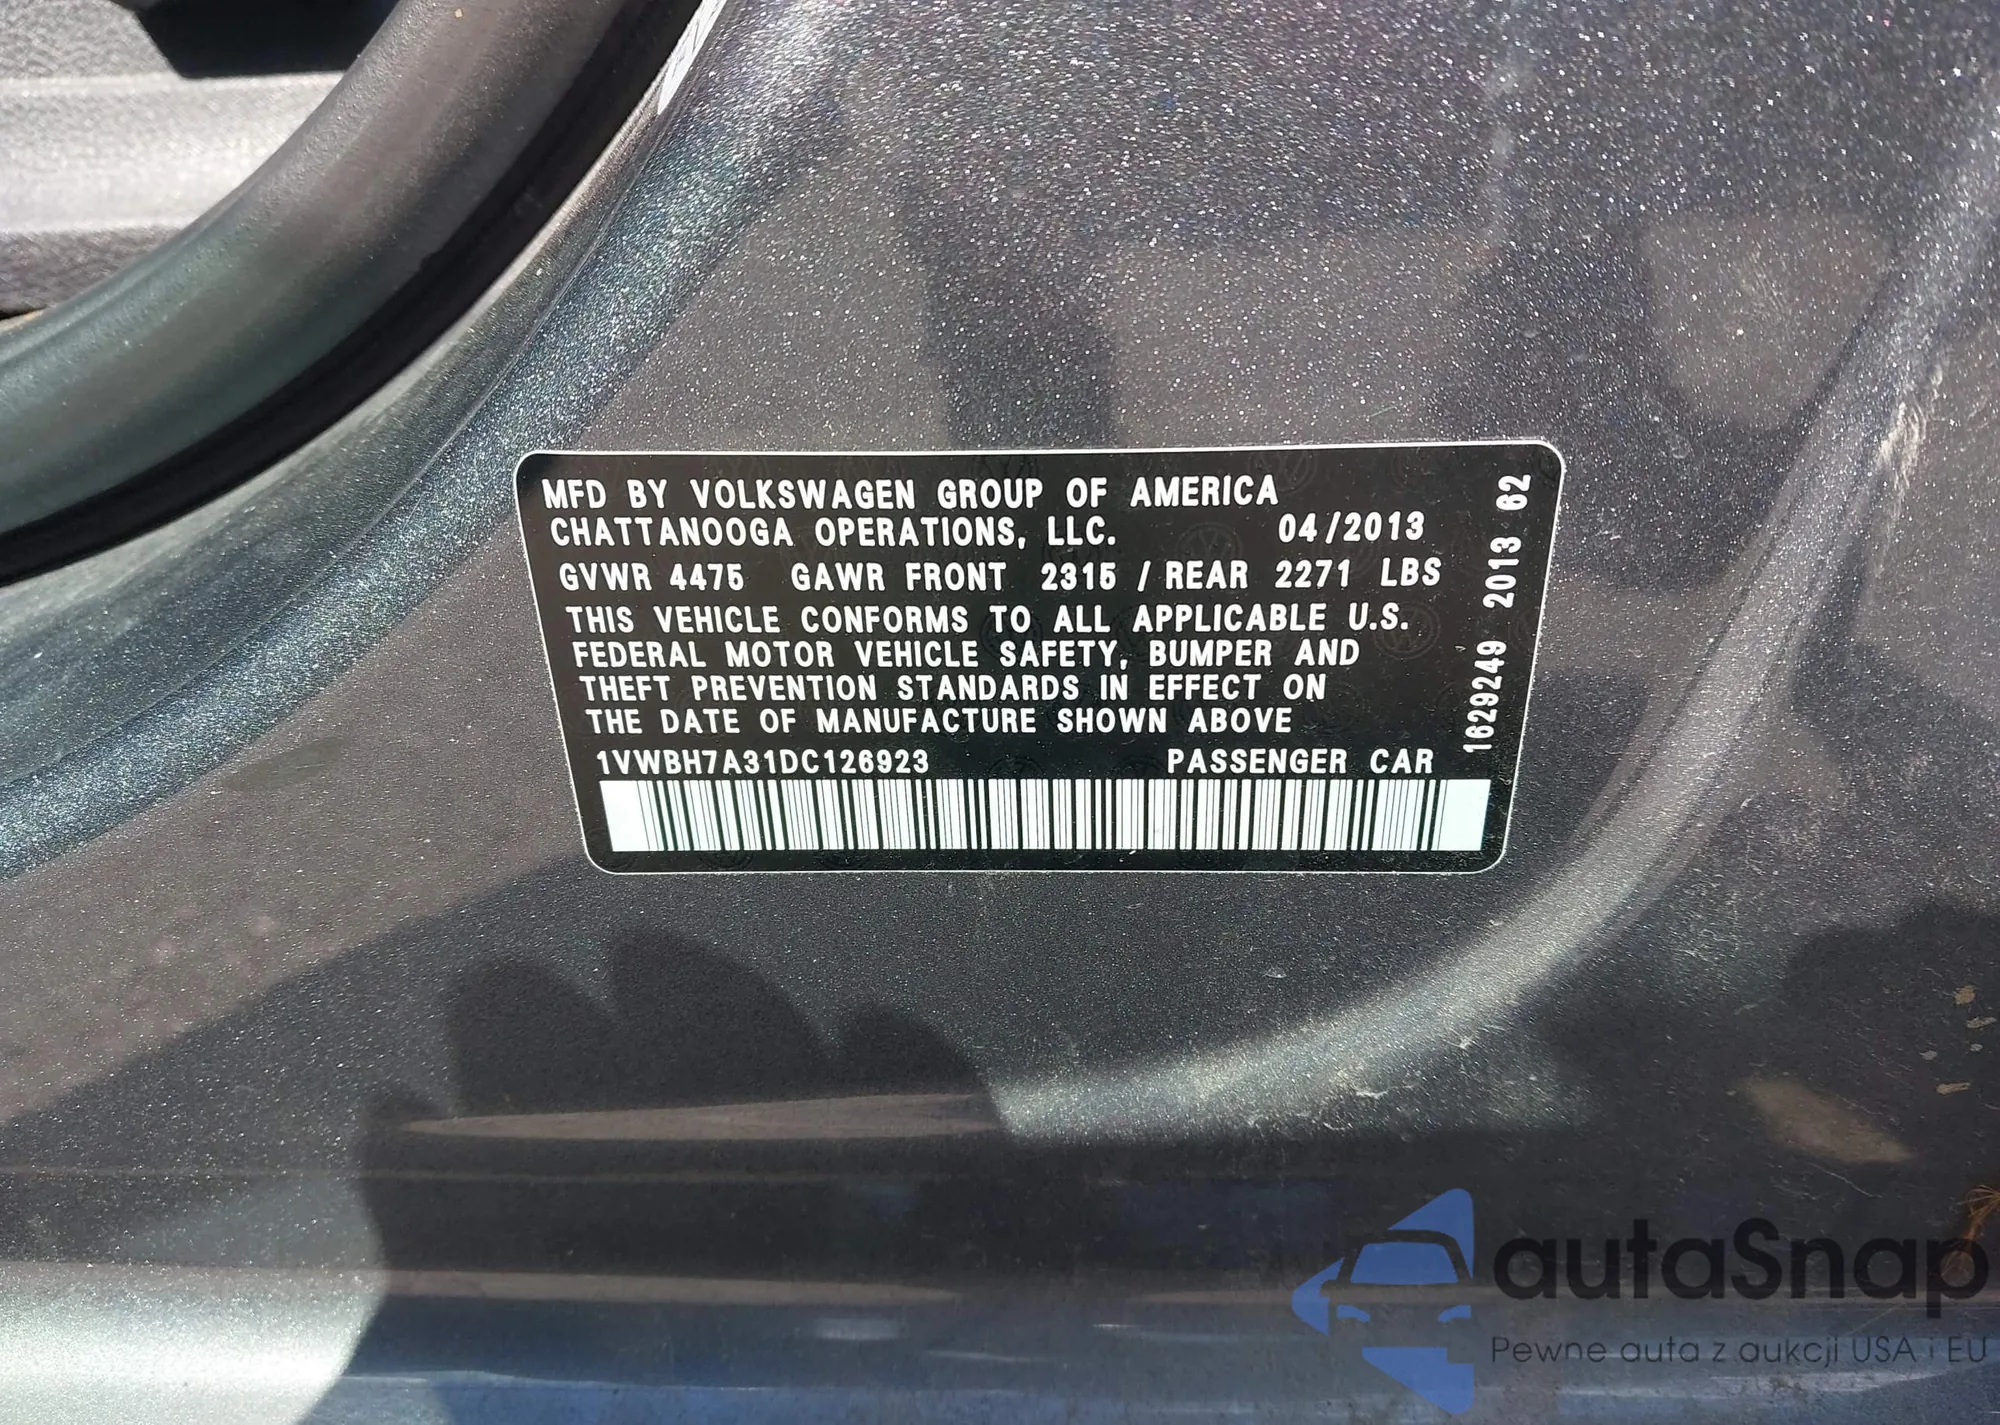 MFD BY VOLKSWAGEN GROUP OF AMERICA
CHATTANOOGA OPERATIONS, LLC. 04/2013
GVWR 4475 GAWR FRONT 2315 / REAR 2271 LBS
THIS VEHICLE CONFORMS TO ALL APPLICABLE U.S.
FEDERAL MOTOR VEHICLE SAFETY, BUMPER AND
THEFT PREVENTION STANDARDS IN EFFECT ON
THE DATE OF MANUFACTURE SHOWN ABOVE
1VWBH7A31DC126923 PASSENGER CAR
1629249 2013 62
autaSnap
Pewne auta z aukcji USA i EU